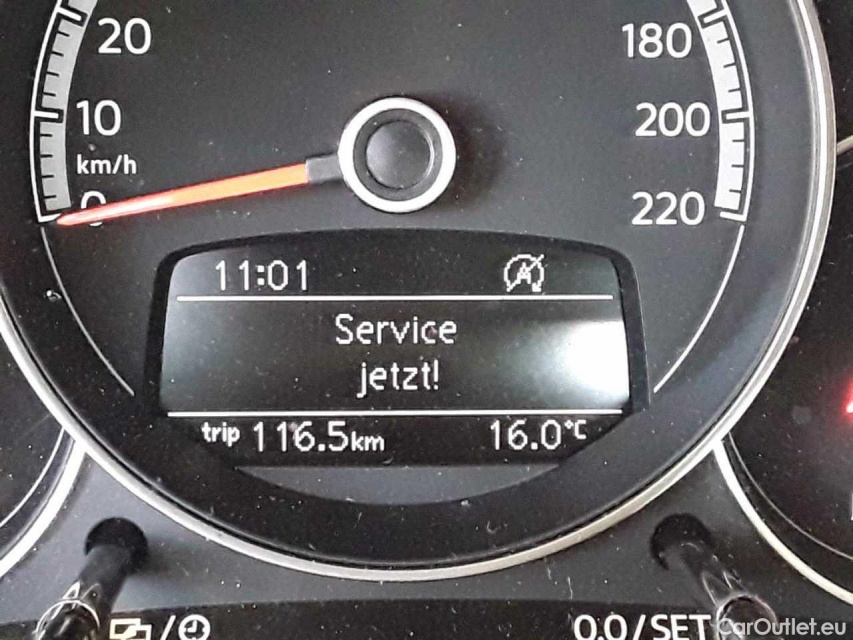 20
180
10
200
km/h
0
220
11:01
Service
jetzt!
trip 116.5km 16.0°C
0.0/SET
CarOutlet.eu